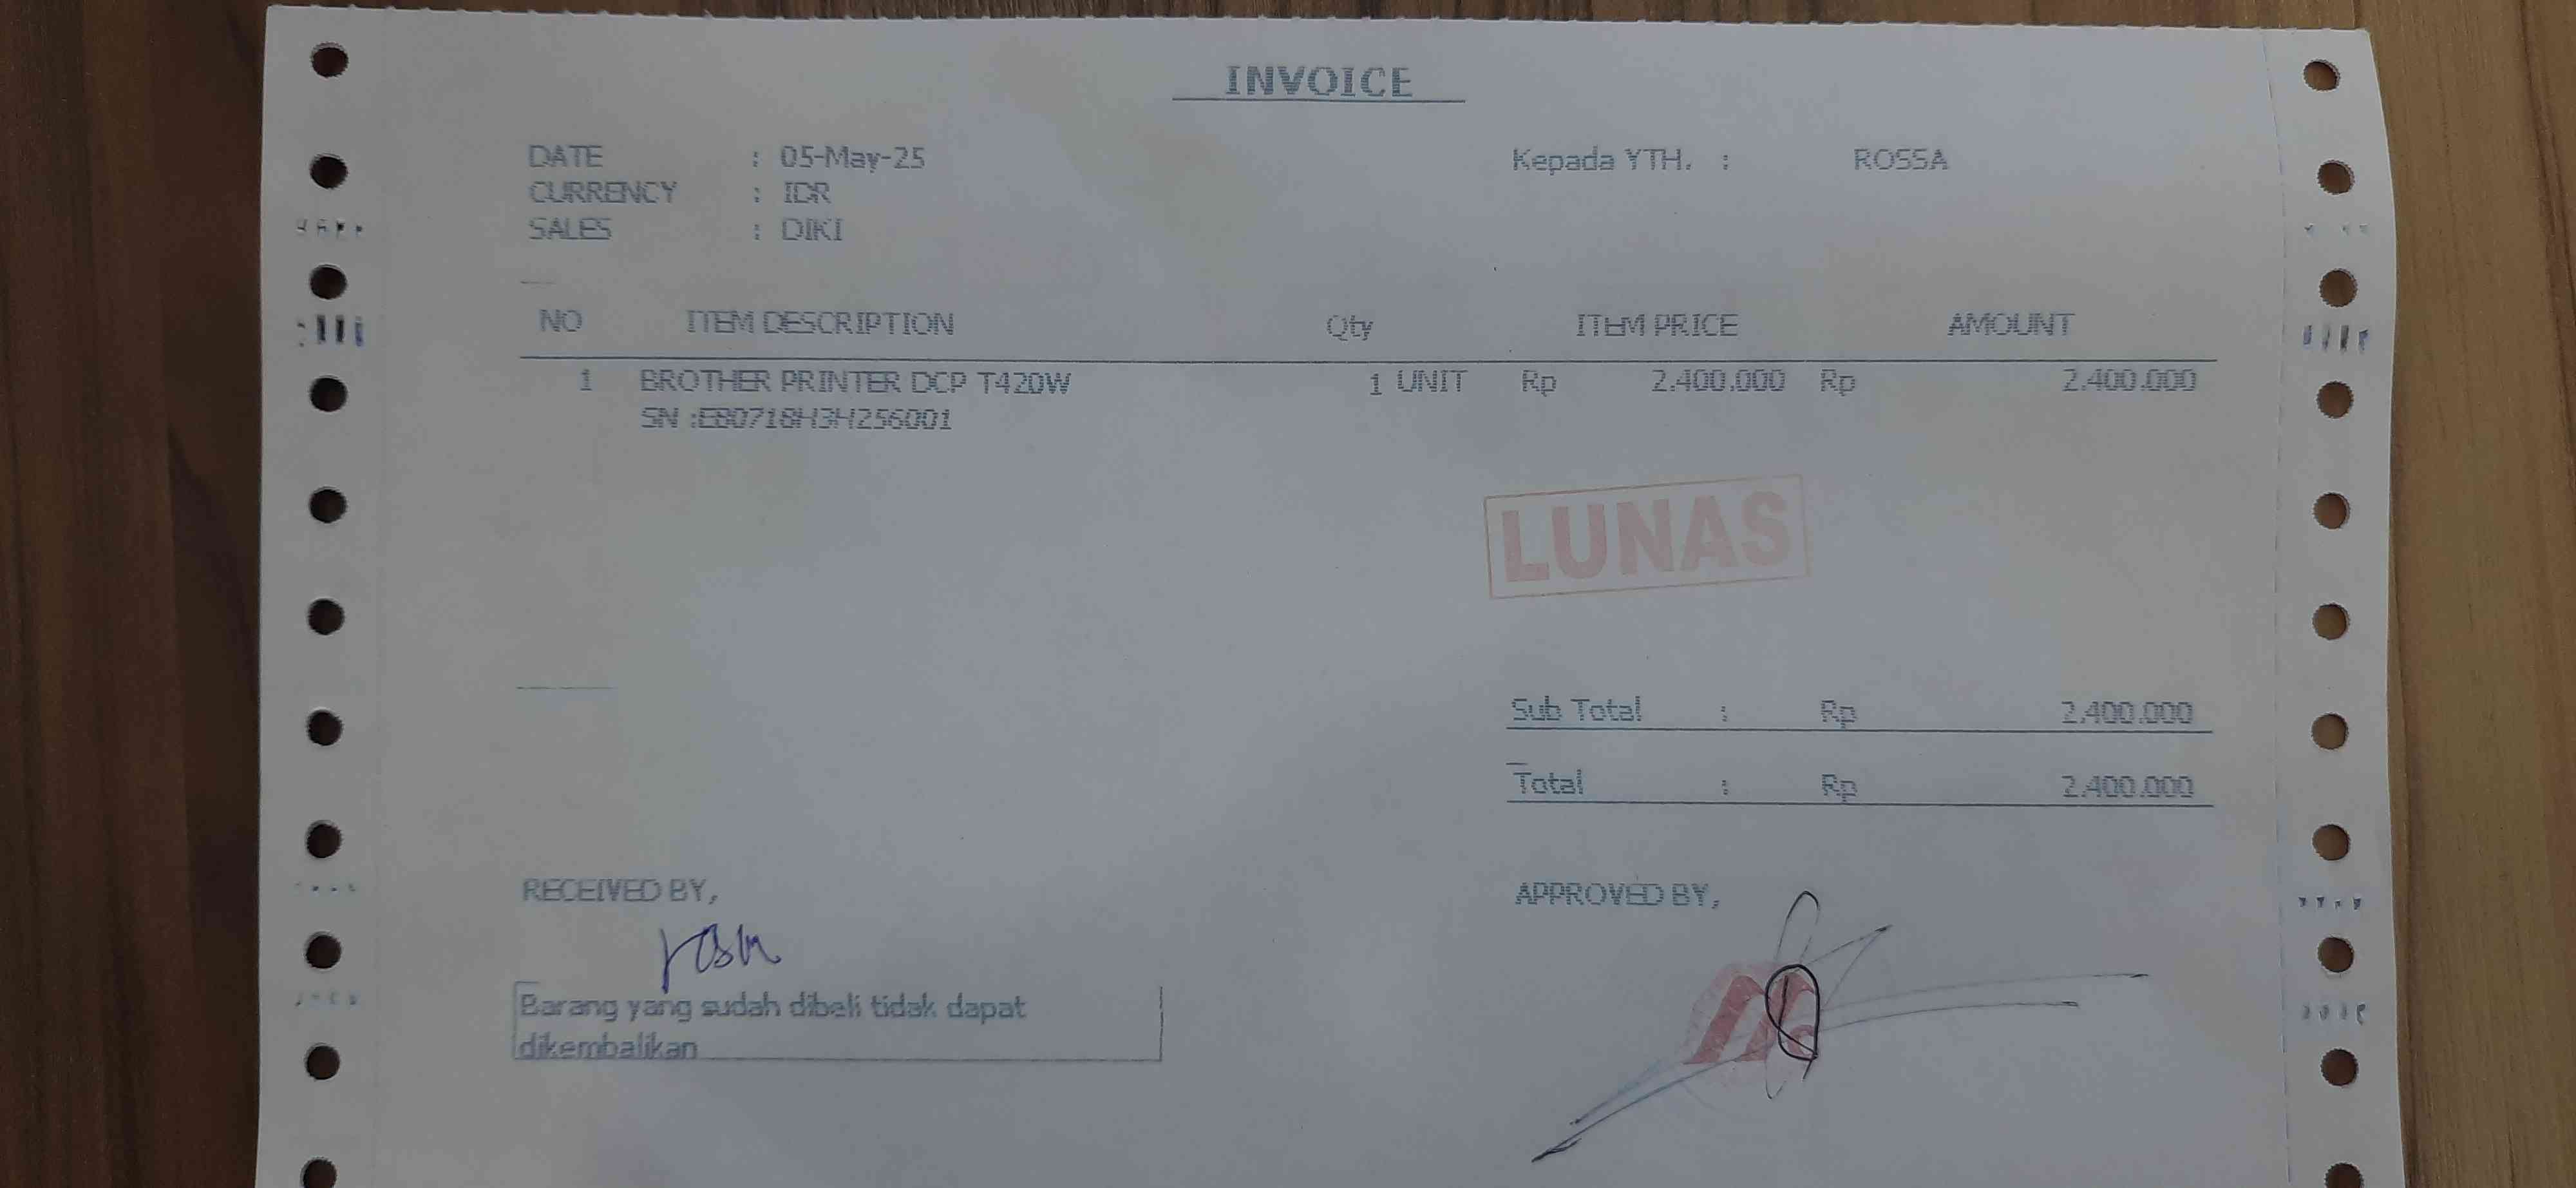 INVOICE
DATE : 05-May-25 Kepada YTH. : ROSSA
CURRENCY : IDR
SALES : DIKI
NO ITEM DESCRIPTION Qty ITEM PRICE AMOUNT
1 BROTHER PRINTER DCP T420W 1 UNIT Rp 2.400.000 Rp 2.400.000
SN :E80718H3H256001
LUNAS
Sub Total : Rp 2.400.000
Total : Rp 2.400.000
RECEIVED BY, APPROVED BY,
Barang yang sudah dibeli tidak dapat
dikembalikan